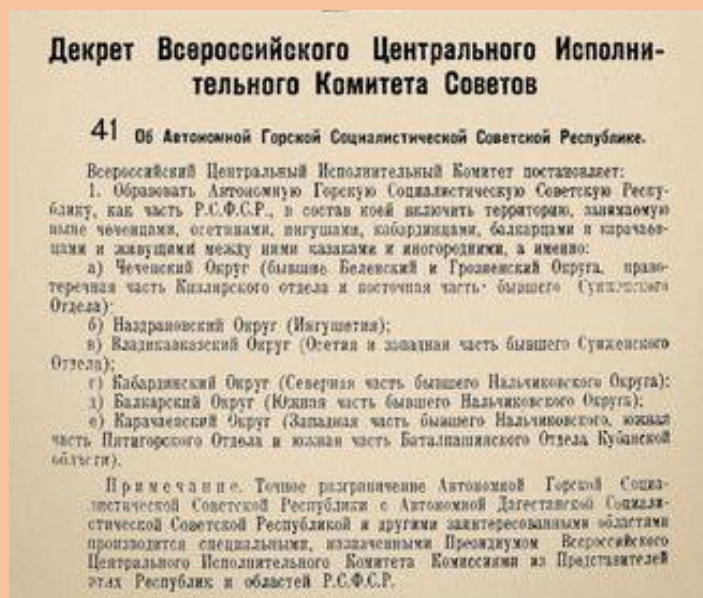 Декрет Всероссийского Центрального Исполни-
тельного Комитета Советов
41 Об Автономной Горской Социалистической Советской Республике.
Всероссийский Центральный Исполнительный Комитет постановляет:
1. Образовать Автономную Горскую Социалистическую Советскую Респу-
блику, как часть Р.С.Ф.С.Р., в состав коей включить территорию, занимаемую
ныне чеченцами, осетинами, ингушами, кабардинцами, балкарцами и карачаев-
цами и живущими между ними казаками и иногородними, а именно:
а) Чеченский Округ (бывшие Веденский и Грозненский Округа, право-
теречная часть Кизлярского отдела и восточная часть бывшего Сунженского
Отдела);
б) Наздрановский Округ (Ингушетия);
в) Владикавказский Округ (Осетия и западная часть бывшего Сунженского
Отдела);
г) Кабардинский Округ (Северная часть бывшего Нальчиковского Округа);
д) Балкарский Округ (Южная часть бывшего Нальчиковского Округа);
е) Карачаевский Округ (Западная часть бывшего Нальчиковского, южная
часть Пятигорского Отдела и южная часть Баталпашинского Отдела Кубанской
области).
Примечание. Точное разграничение Автономной Горской Социа-
листической Советской Республики с Автономной Дагестанской Социали-
стической Советской Республикой и другими заинтересованными областями
производится специальными, назначенными Президиумом Всероссийского
Центрального Исполнительного Комитета Комиссиями из Представителей
этих Республик и областей Р.С.Ф.С.Р.